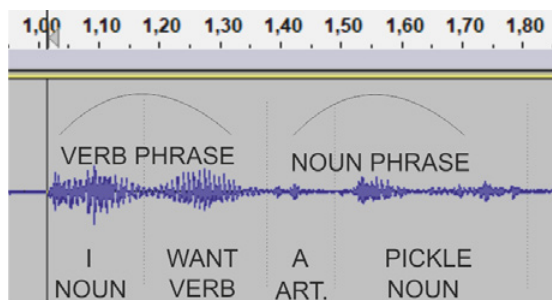 1,00 1,10 1,20 1,30 1,40 1,50 1,60 1,70 1,80
VERB PHRASE NOUN PHRASE
I WANT A PICKLE
NOUN VERB ART. NOUN